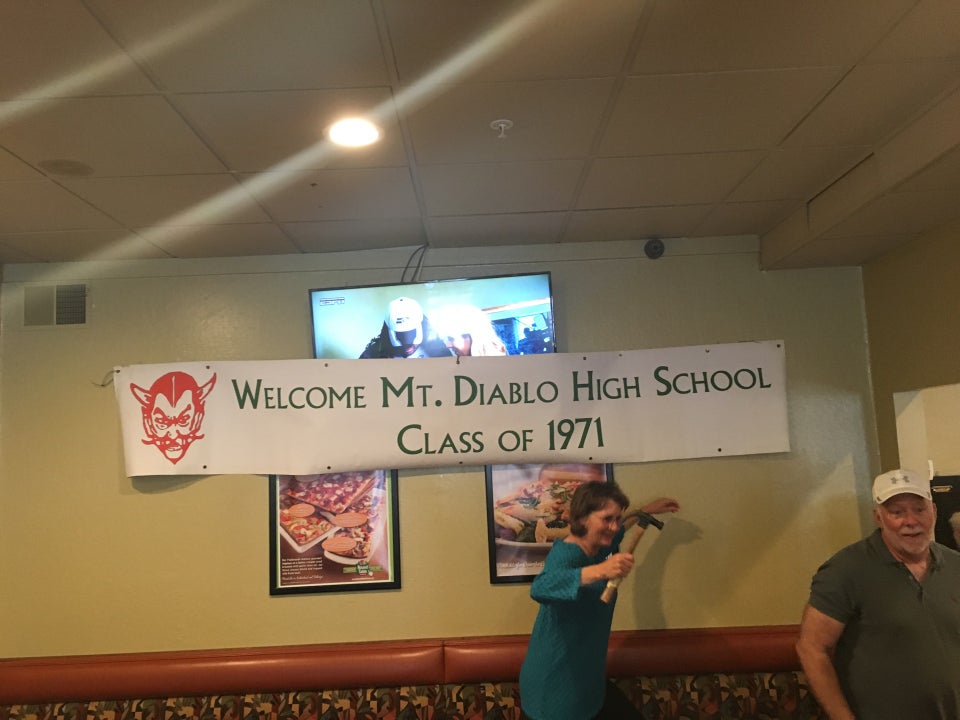 WELCOME MT. DIABLO HIGH SCHOOL
CLASS OF 1971